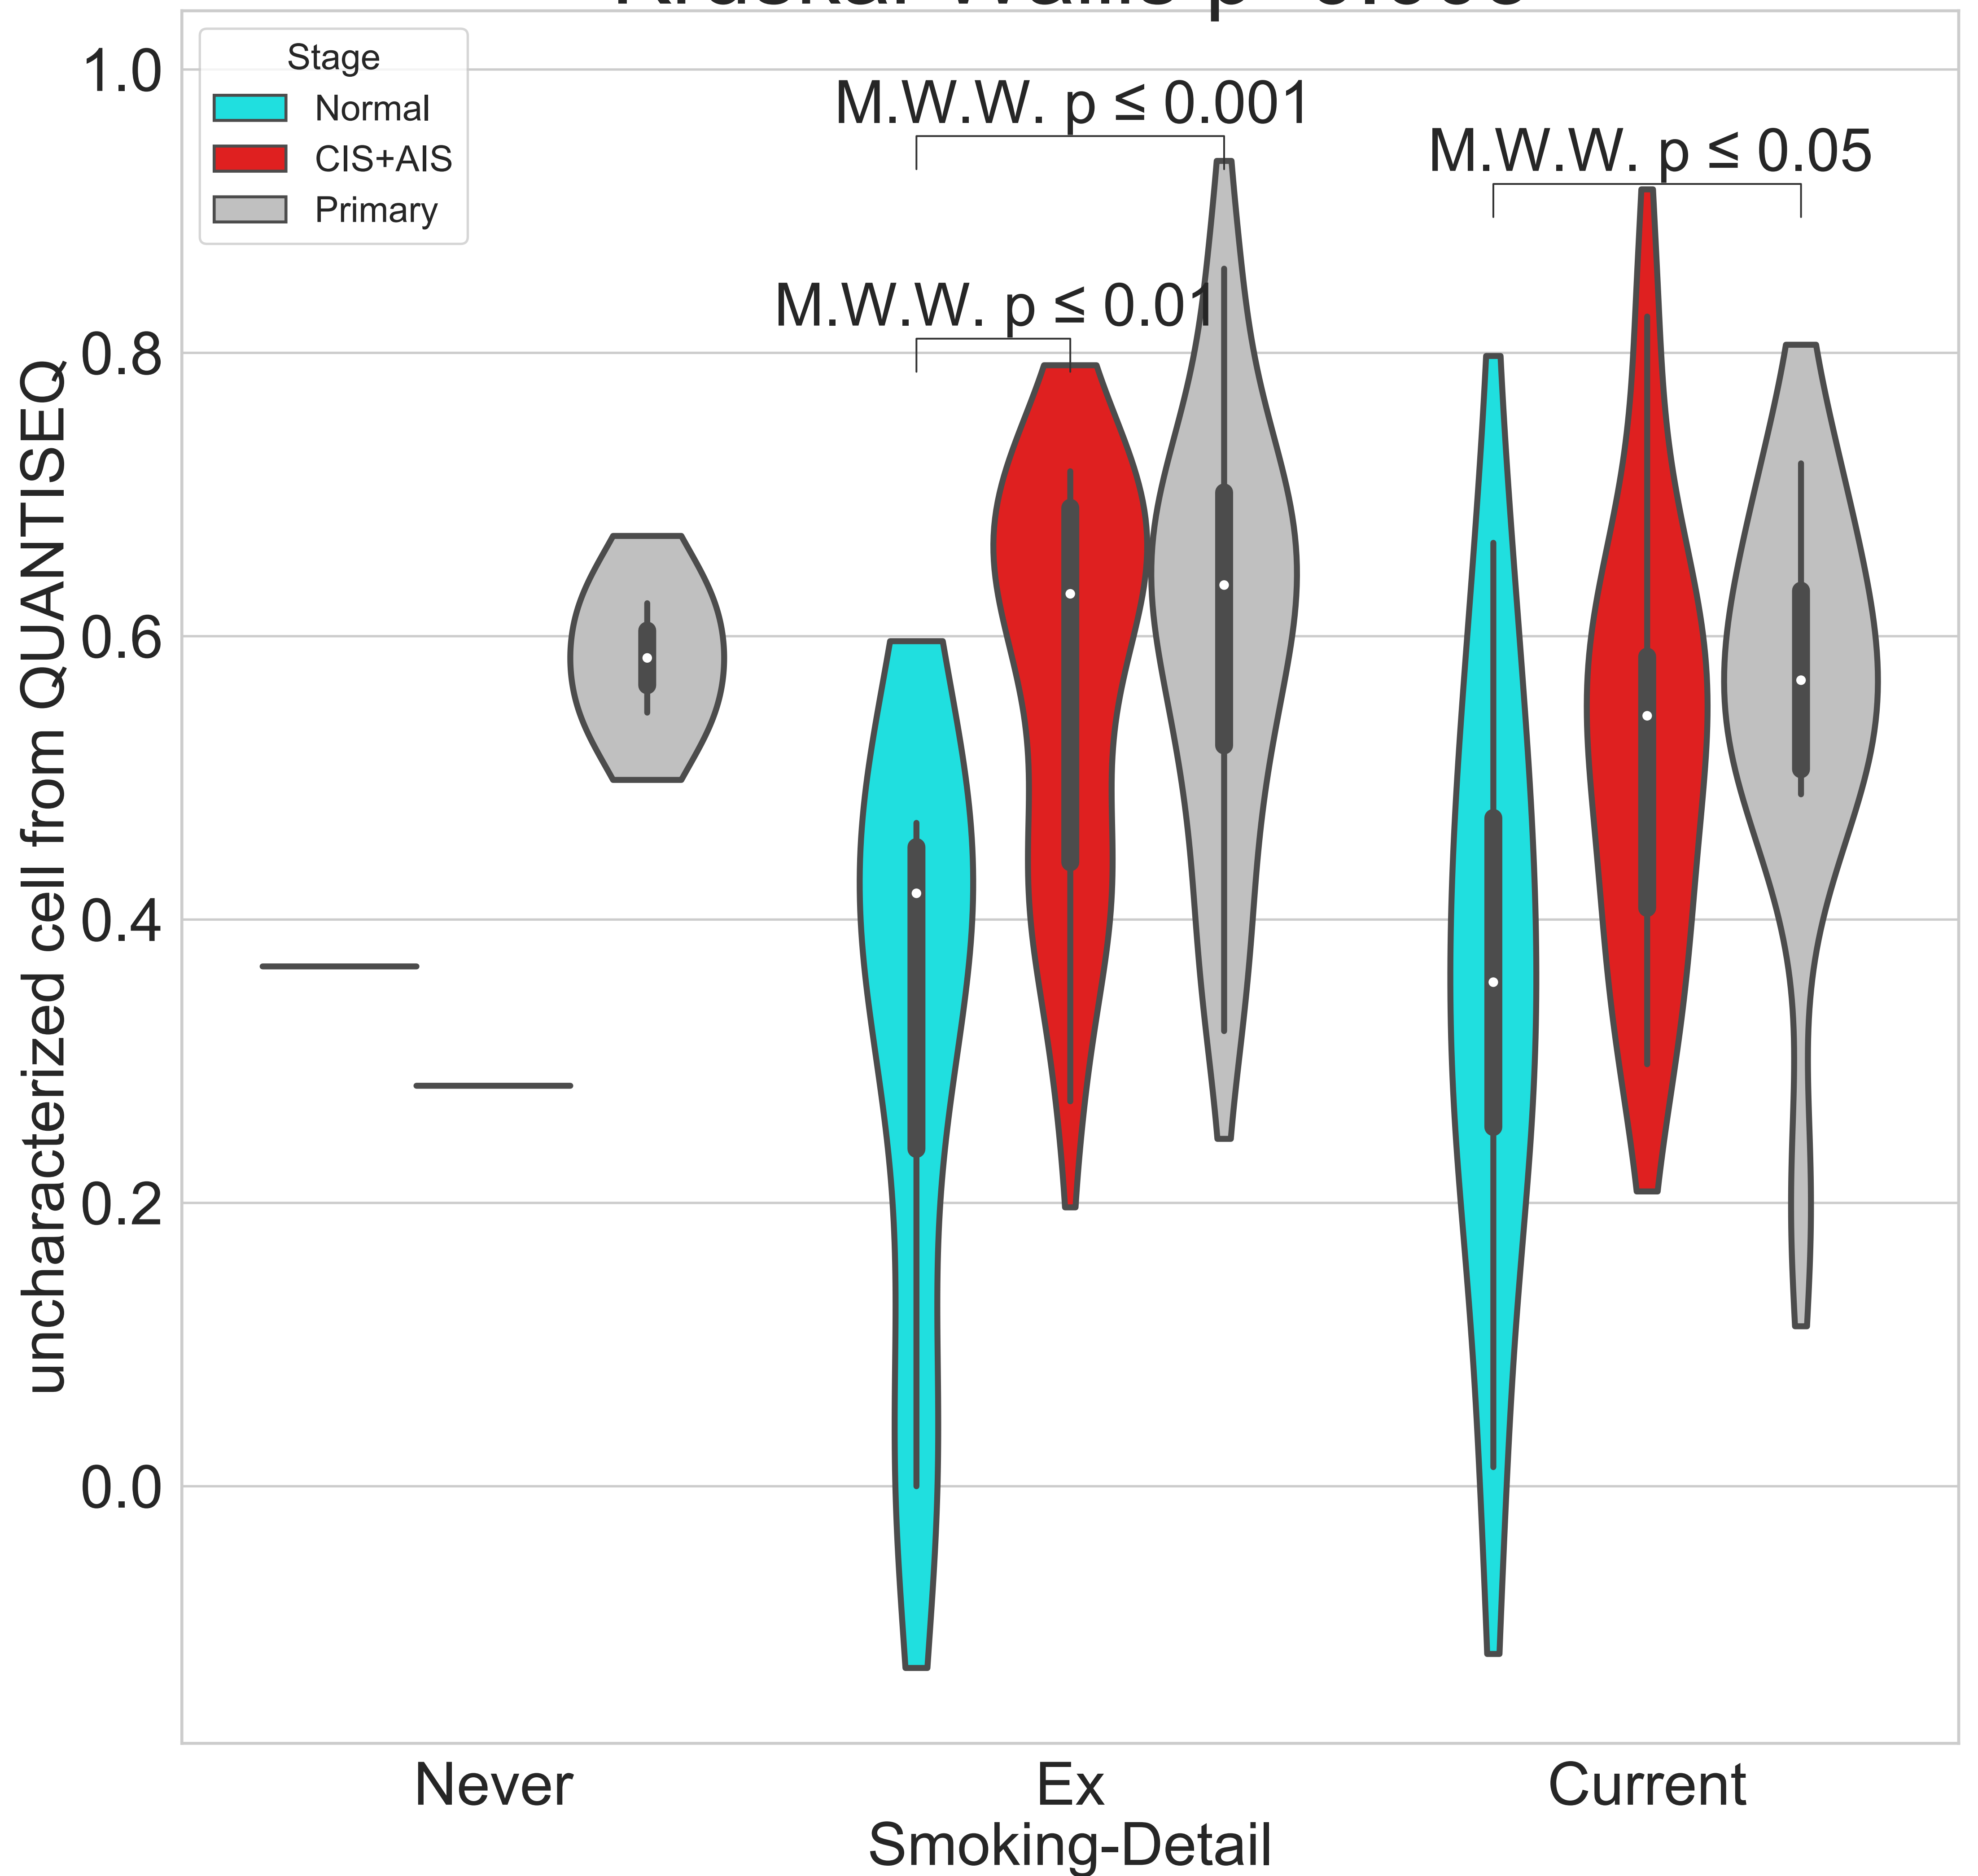 Stage
Normal
CIS+AIS
Primary
M.W.W. p ≤ 0.001
M.W.W. p ≤ 0.05
M.W.W. p ≤ 0.01
uncharacterized cell from QUANTISEQ
1.0
0.8
0.6
0.4
0.2
0.0
Never
Ex
Current
Smoking-Detail